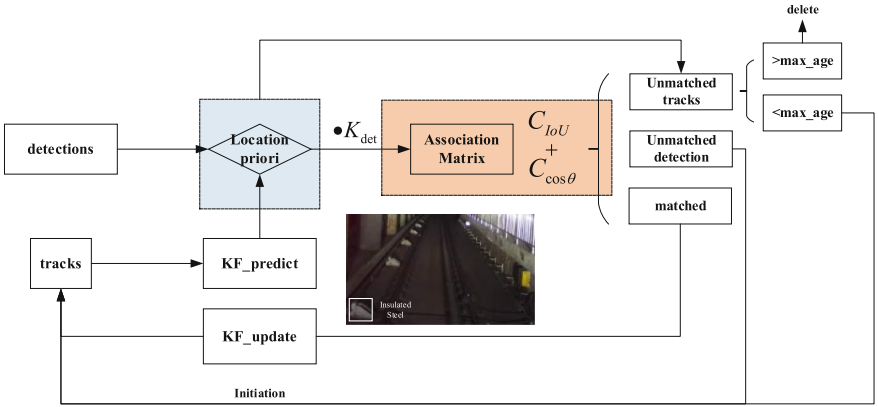 delete
>max_age
<max_age
Unmatched
tracks
Unmatched
detection
matched
detections
Location
priori
•K_det
Association
Matrix
C_IoU
+
C_cosθ
tracks
KF_predict
Insulated
Steel
KF_update
Initiation